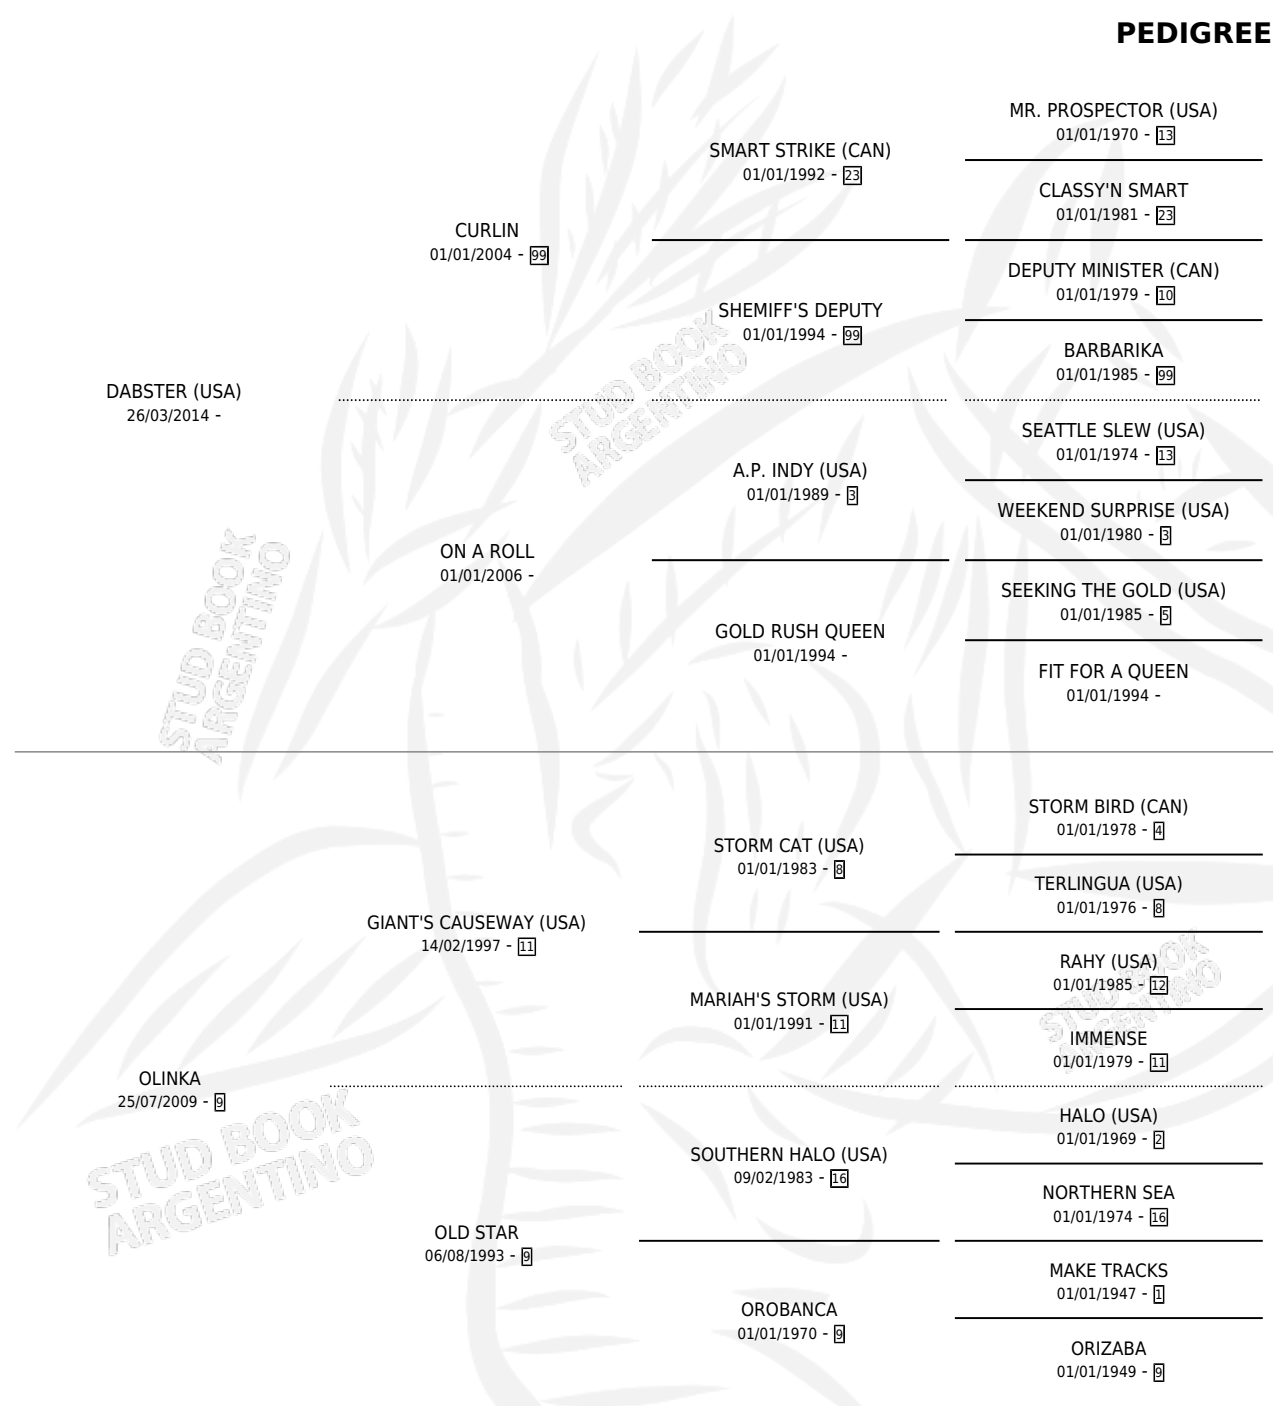 PEDIGREE
MR. PROSPECTOR (USA)
01/01/1970 - 13
SMART STRIKE (CAN)
01/01/1992 - 23
CLASSY'N SMART
01/01/1981 - 23
CURLIN
01/01/2004 - 99
DEPUTY MINISTER (CAN)
01/01/1979 - 10
SHEMIFF'S DEPUTY
01/01/1994 - 99
BARBARIKA
01/01/1985 - 99
DABSTER (USA)
26/03/2014 -
STUD BOOK
ARGENTINO
SEATTLE SLEW (USA)
01/01/1974 - 13
A.P. INDY (USA)
01/01/1989 - 3
WEEKEND SURPRISE (USA)
01/01/1980 - 3
ON A ROLL
01/01/2006 -
SEEKING THE GOLD (USA)
01/01/1985 - 5
GOLD RUSH QUEEN
01/01/1994 -
FIT FOR A QUEEN
01/01/1994 -
STUD BOOK
ARGENTINO
STORM BIRD (CAN)
01/01/1978 - 4
STORM CAT (USA)
01/01/1983 - 8
TERLINGUA (USA)
01/01/1976 - 8
GIANT'S CAUSEWAY (USA)
14/02/1997 - 11
RAHY (USA)
01/01/1985 - 12
MARIAH'S STORM (USA)
01/01/1991 - 11
STUD BOOK
ARGENTINO
IMMENSE
01/01/1979 - 11
OLINKA
25/07/2009 - 9
HALO (USA)
01/01/1969 - 2
SOUTHERN HALO (USA)
09/02/1983 - 16
STUD BOOK
ARGENTINO
NORTHERN SEA
01/01/1974 - 16
OLD STAR
06/08/1993 - 9
MAKE TRACKS
01/01/1947 - 1
OROBANCA
01/01/1970 - 9
ORIZABA
01/01/1949 - 9